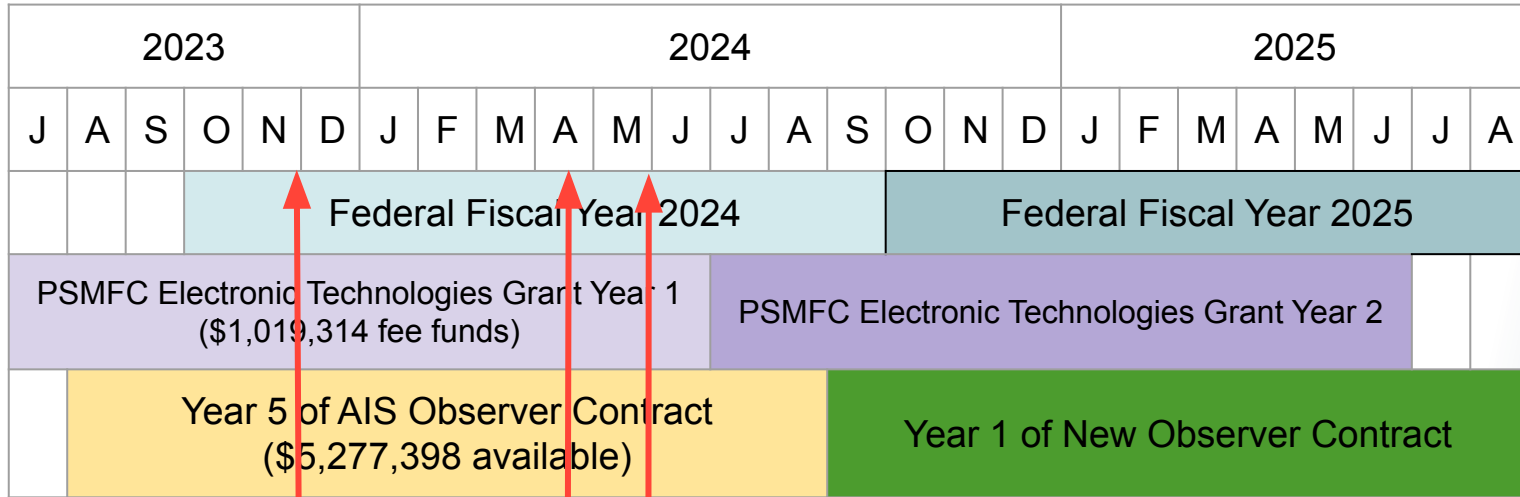 2023 2024 2025
J A S O N D J F M A M J J A S O N D J F M A M J J A
Federal Fiscal Year 2024 Federal Fiscal Year 2025
PSMFC Electronic Technologies Grant Year 1
($1,019,314 fee funds)
PSMFC Electronic Technologies Grant Year 2
Year 5 of AIS Observer Contract
($5,277,398 available)
Year 1 of New Observer Contract